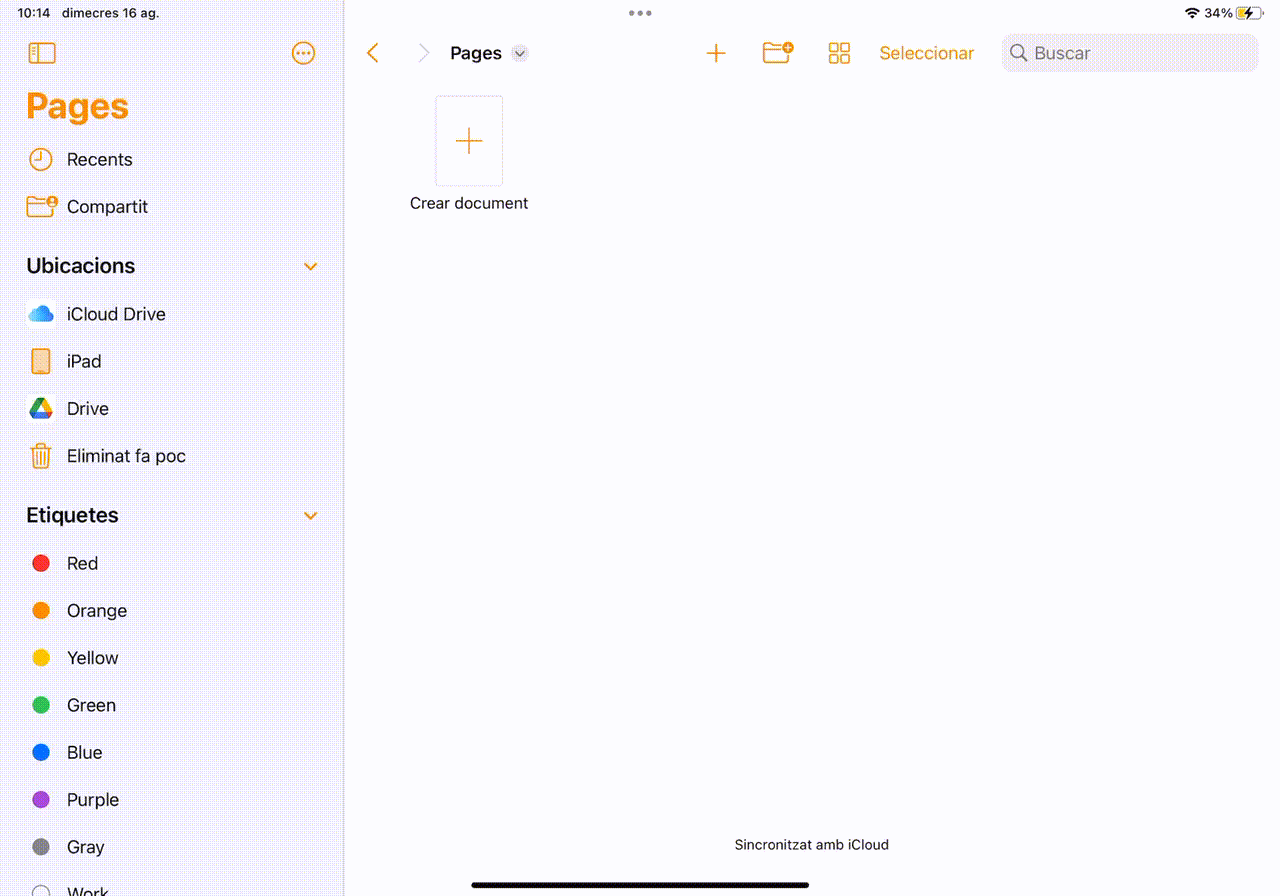 10:14 dimecres 16 ag.
34%
Pages
Recents
Compartit
Ubicacions
iCloud Drive
iPad
Drive
Eliminat fa poc
Etiquetes
Red
Orange
Yellow
Green
Blue
Purple
Gray
Work
Pages
Seleccionar
Buscar
Crear document
Sincronitzat amb iCloud